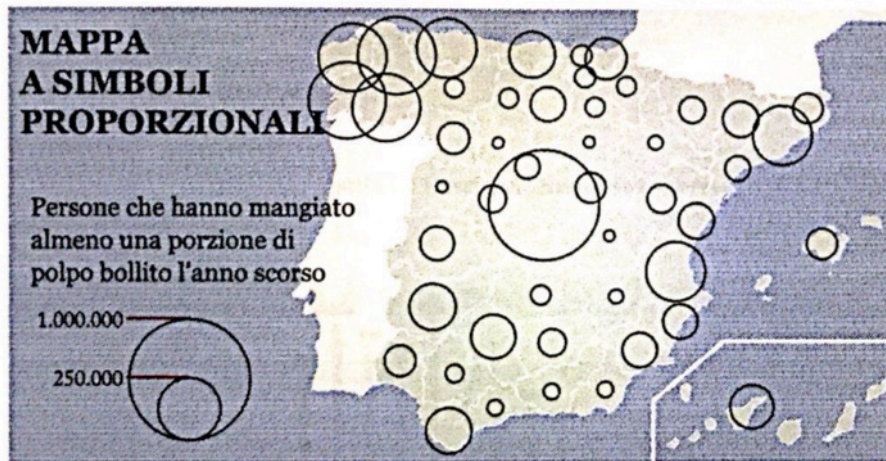 MAPPA
A SIMBOLI
PROPORZIONALI
Persone che hanno mangiato
almeno una porzione di
polpo bollito l'anno scorso
1.000.000
250.000